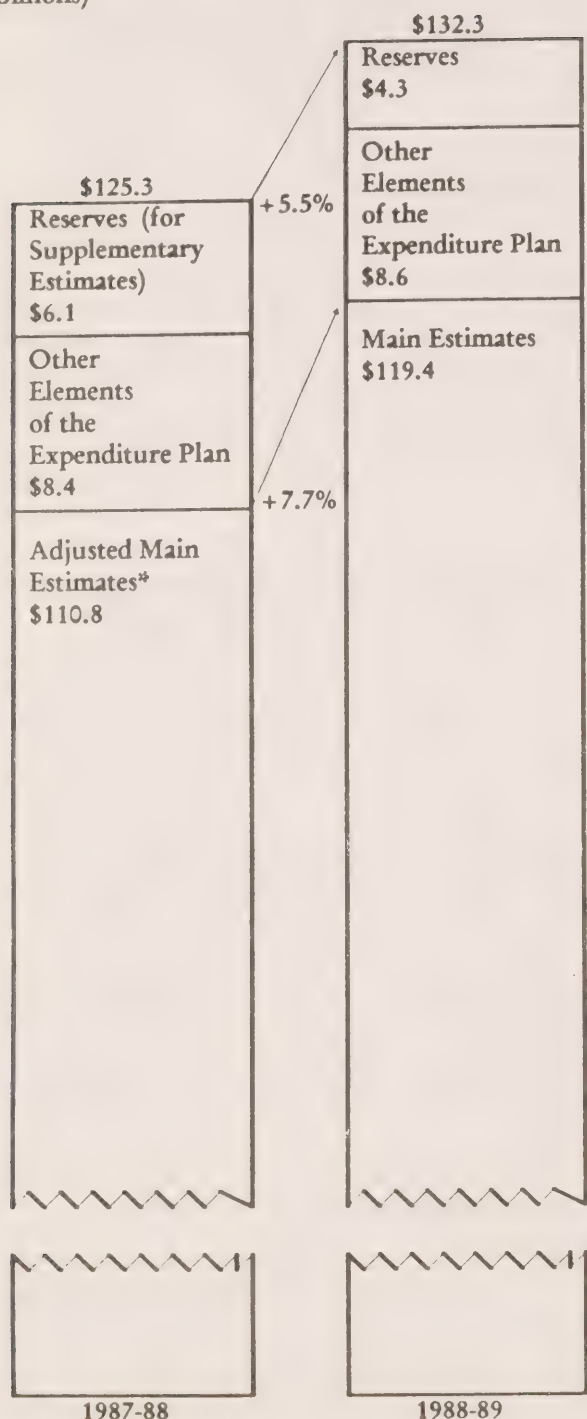 billions)
$125.3
Reserves (for
Supplementary
Estimates)
$6.1
Other
Elements
of the
Expenditure Plan
$8.4
Adjusted Main
Estimates*
$110.8
+5.5%
+7.7%
$132.3
Reserves
$4.3
Other
Elements
of the
Expenditure Plan
$8.6
Main Estimates
$119.4
1987-88
1988-89